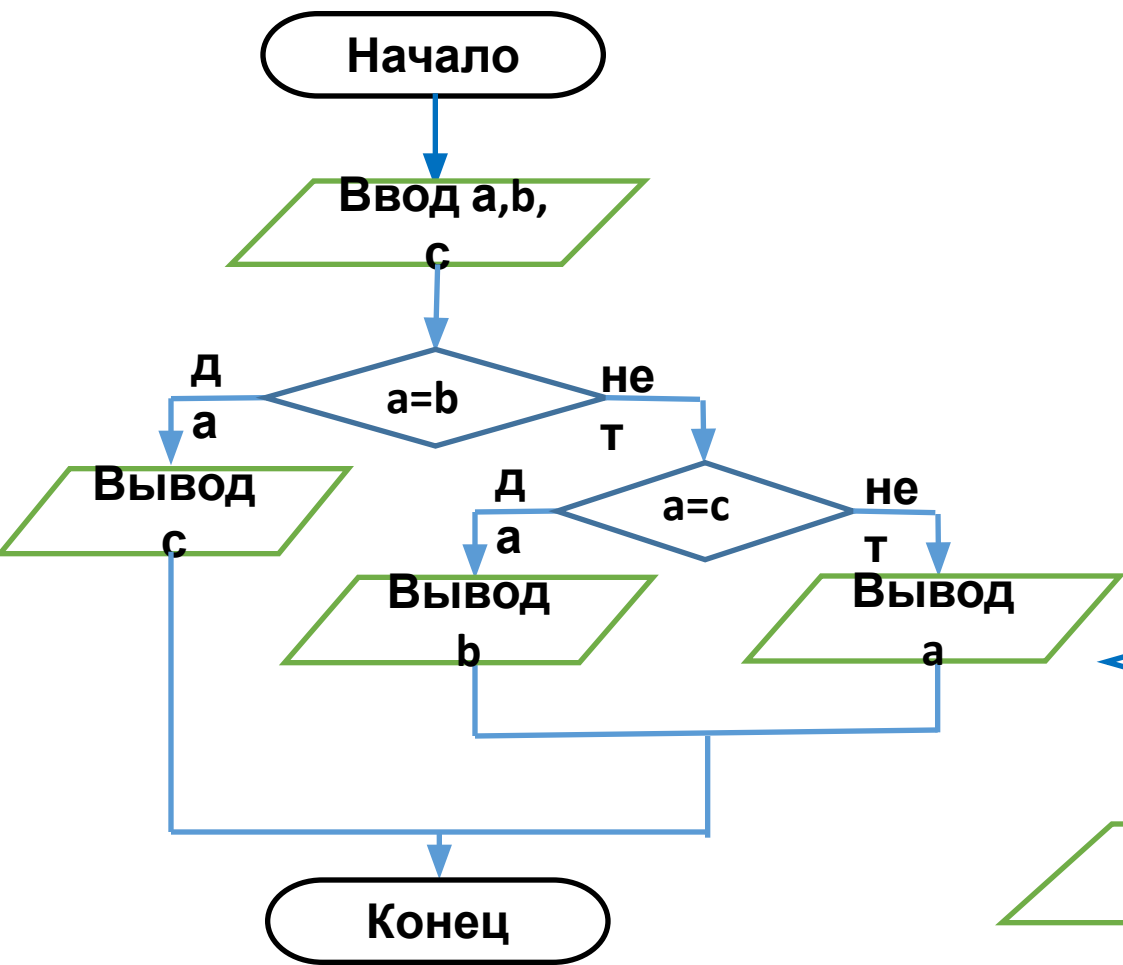 Начало
Ввод a,b,
c
a=b
д
а
не
т
Вывод
c
a=c
д
а
не
т
Вывод
b
Вывод
a
Конец